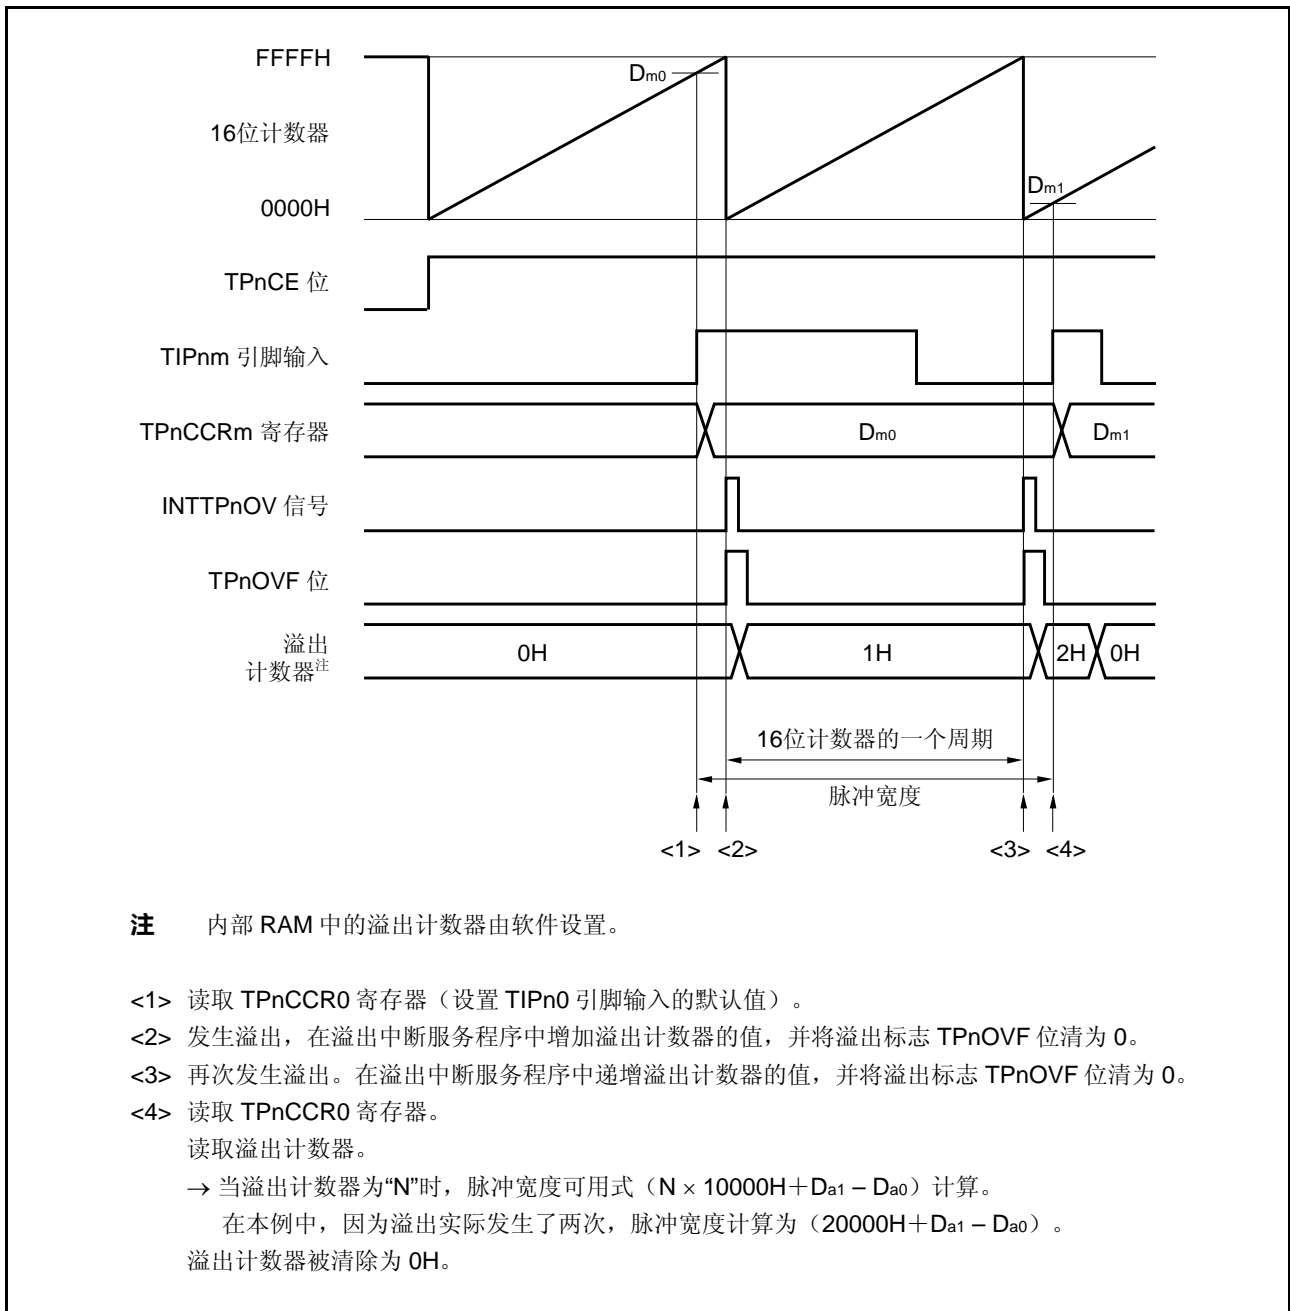 FFFFH
Dm0
16位计数器
Dm1
0000H
TPnCE 位
TIPnm 引脚输入
TPnCCRm 寄存器
Dm0
Dm1
INTTPnOV 信号
TPnOVF 位
溢出
计数器注
0H
1H
2H
0H
16位计数器的一个周期
脉冲宽度
<1>
<2>
<3>
<4>
注 内部 RAM 中的溢出计数器由软件设置。
<1> 读取 TPnCCR0 寄存器（设置 TIPn0 引脚输入的默认值）。
<2> 发生溢出，在溢出中断服务程序中增加溢出计数器的值，并将溢出标志 TPnOVF 位清为 0。
<3> 再次发生溢出。在溢出中断服务程序中递增溢出计数器的值，并将溢出标志 TPnOVF 位清为 0。
<4> 读取 TPnCCR0 寄存器。
读取溢出计数器。
→ 当溢出计数器为“N”时，脉冲宽度可用式（N × 10000H＋Da1 – Da0）计算。
在本例中，因为溢出实际发生了两次，脉冲宽度计算为（20000H＋Da1 – Da0）。
溢出计数器被清除为 0H。